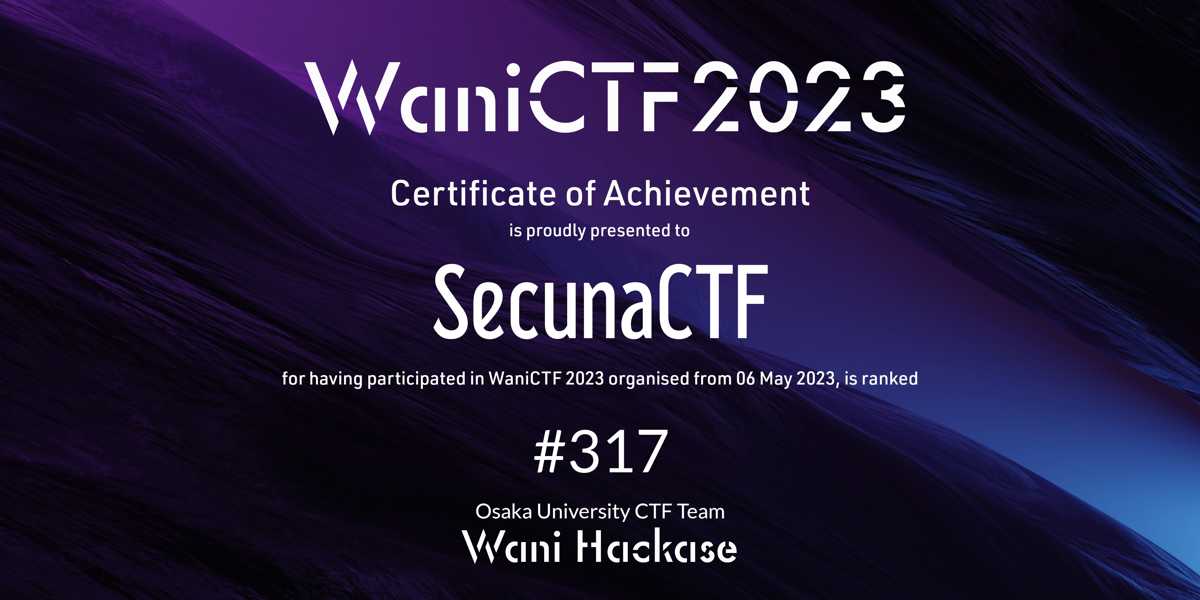 WaniCTF2023
Certificate of Achievement
is proudly presented to
SecunaCTF
for having participated in WaniCTF 2023 organised from 06 May 2023, is ranked
#317
Osaka University CTF Team
Wani Hackase